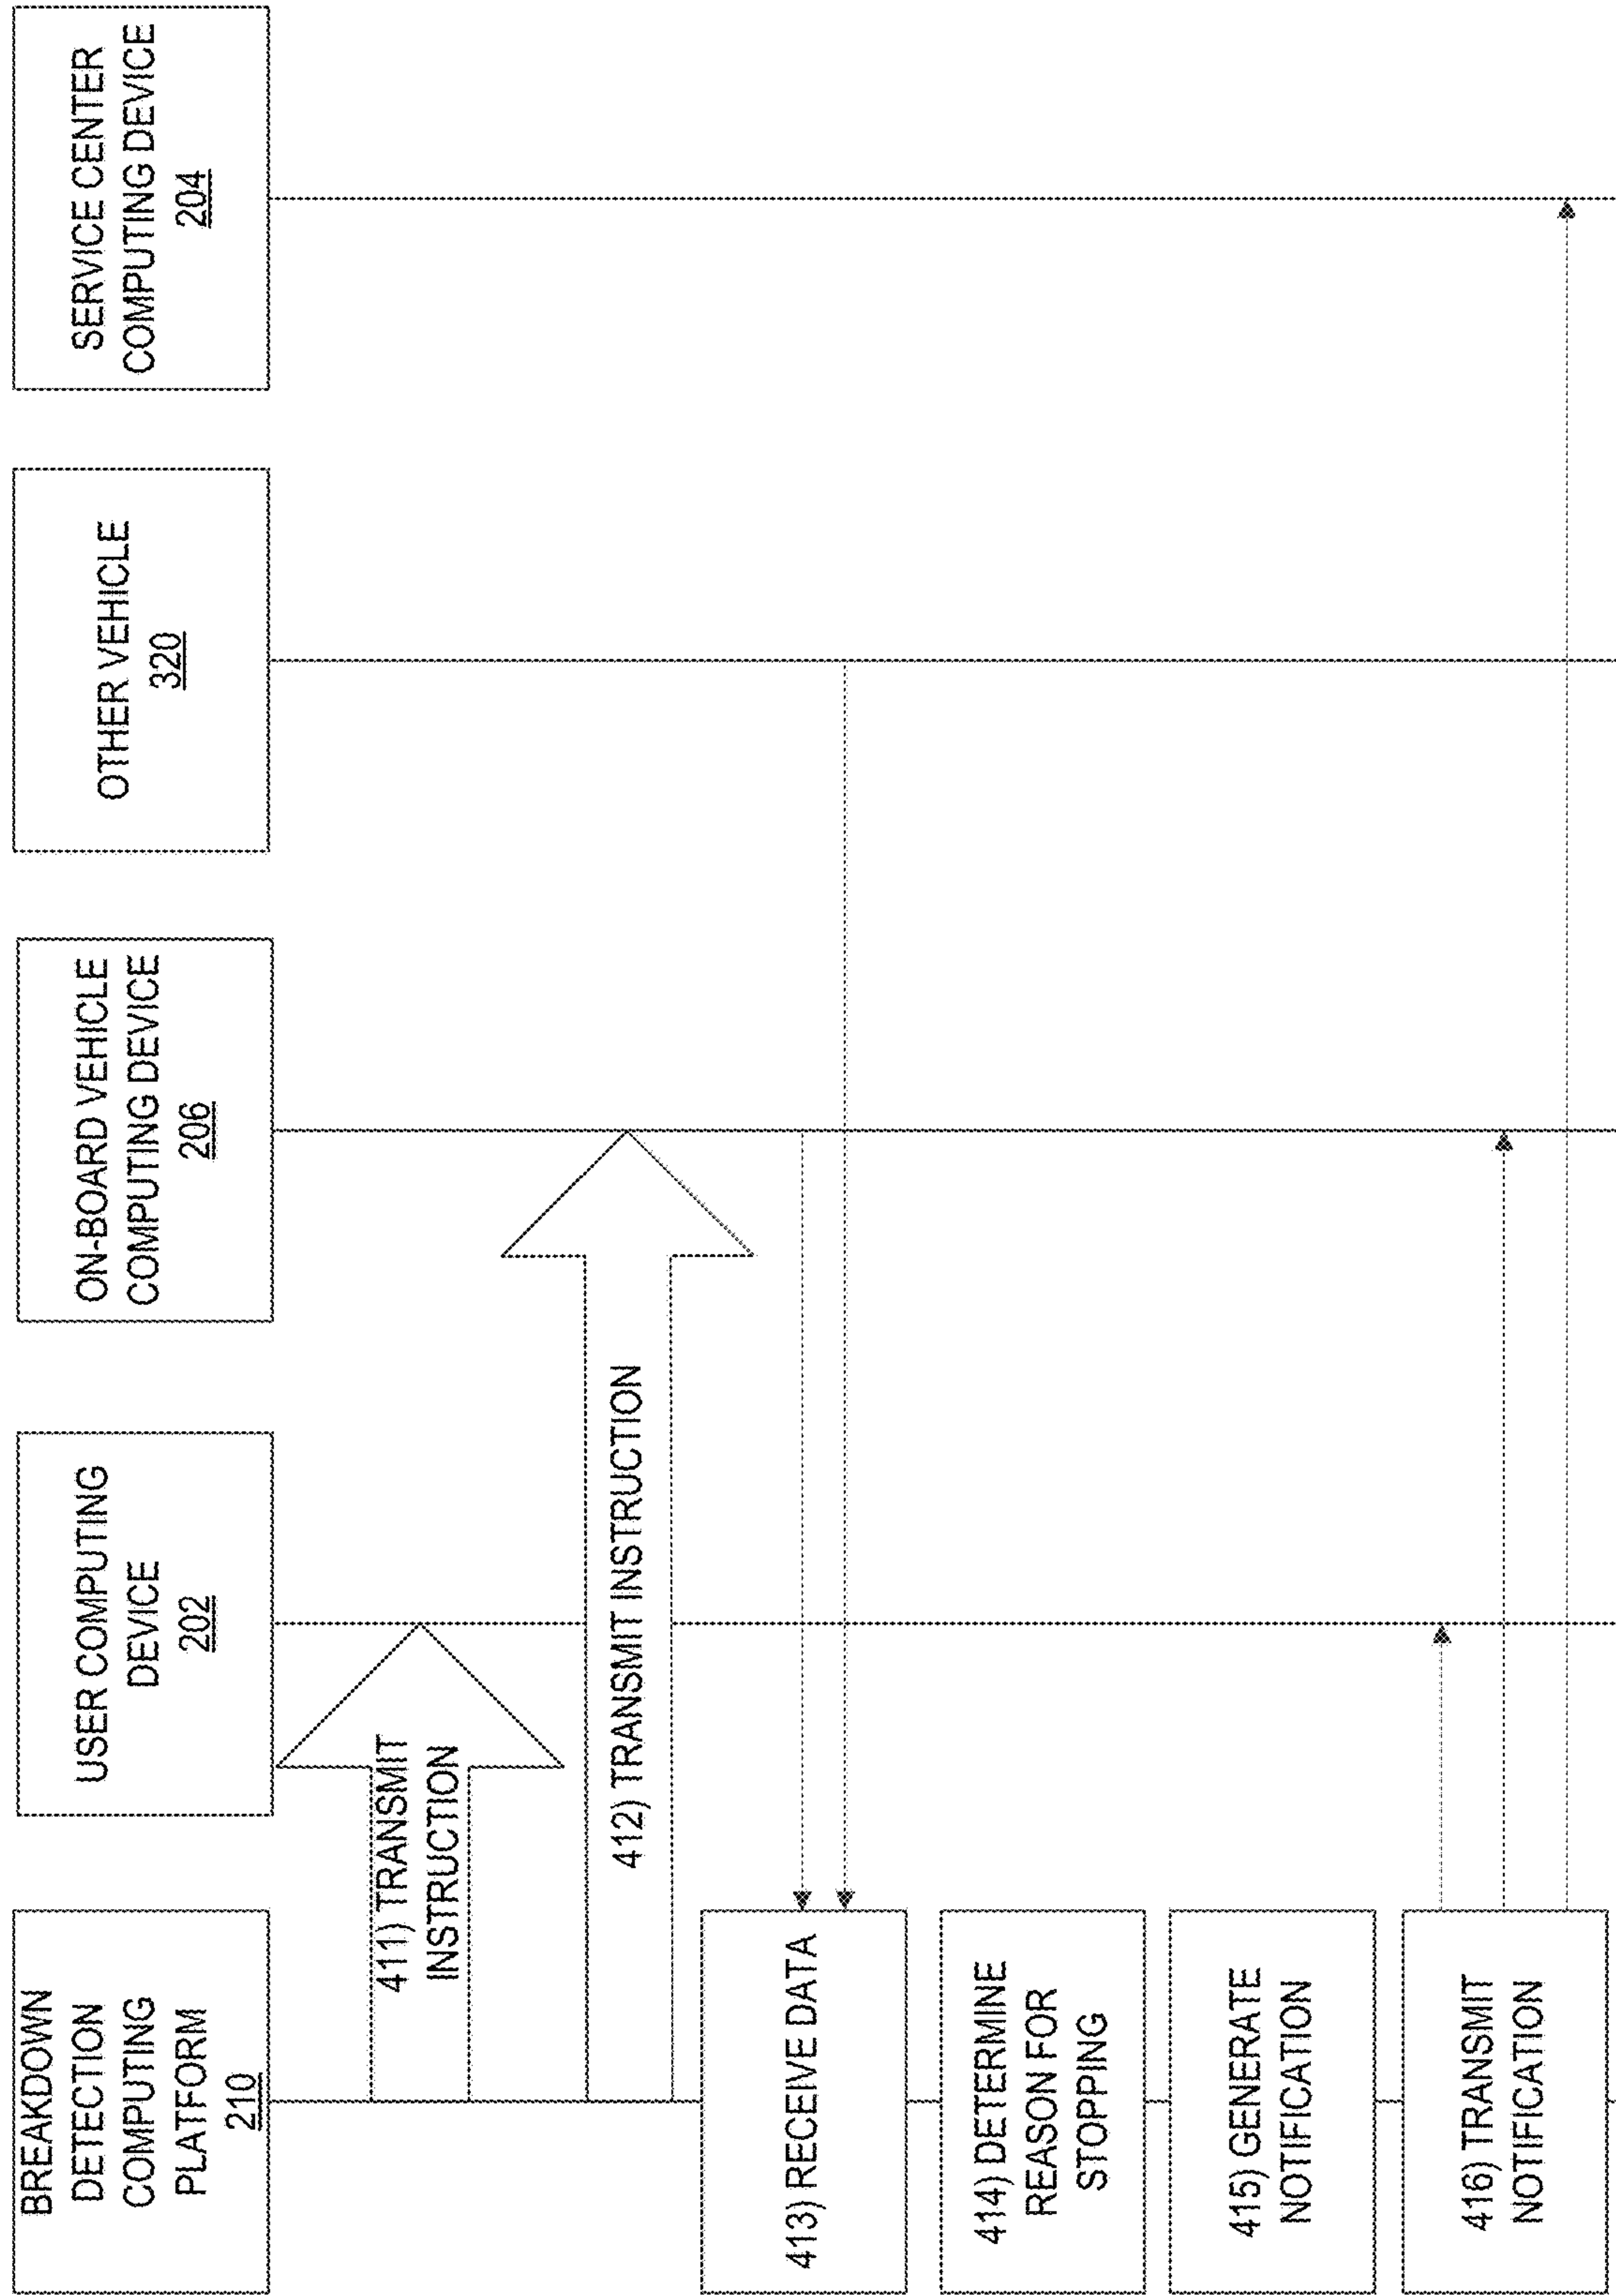 BREAKDOWN
DETECTION
COMPUTING
PLATFORM
210
USER COMPUTING
DEVICE
202
ON-BOARD VEHICLE
COMPUTING DEVICE
206
OTHER VEHICLE
320
SERVICE CENTER
COMPUTING DEVICE
204
411) TRANSMIT
INSTRUCTION
412) TRANSMIT INSTRUCTION
413) RECEIVE DATA
414) DETERMINE
REASON FOR
STOPPING
415) GENERATE
NOTIFICATION
416) TRANSMIT
NOTIFICATION